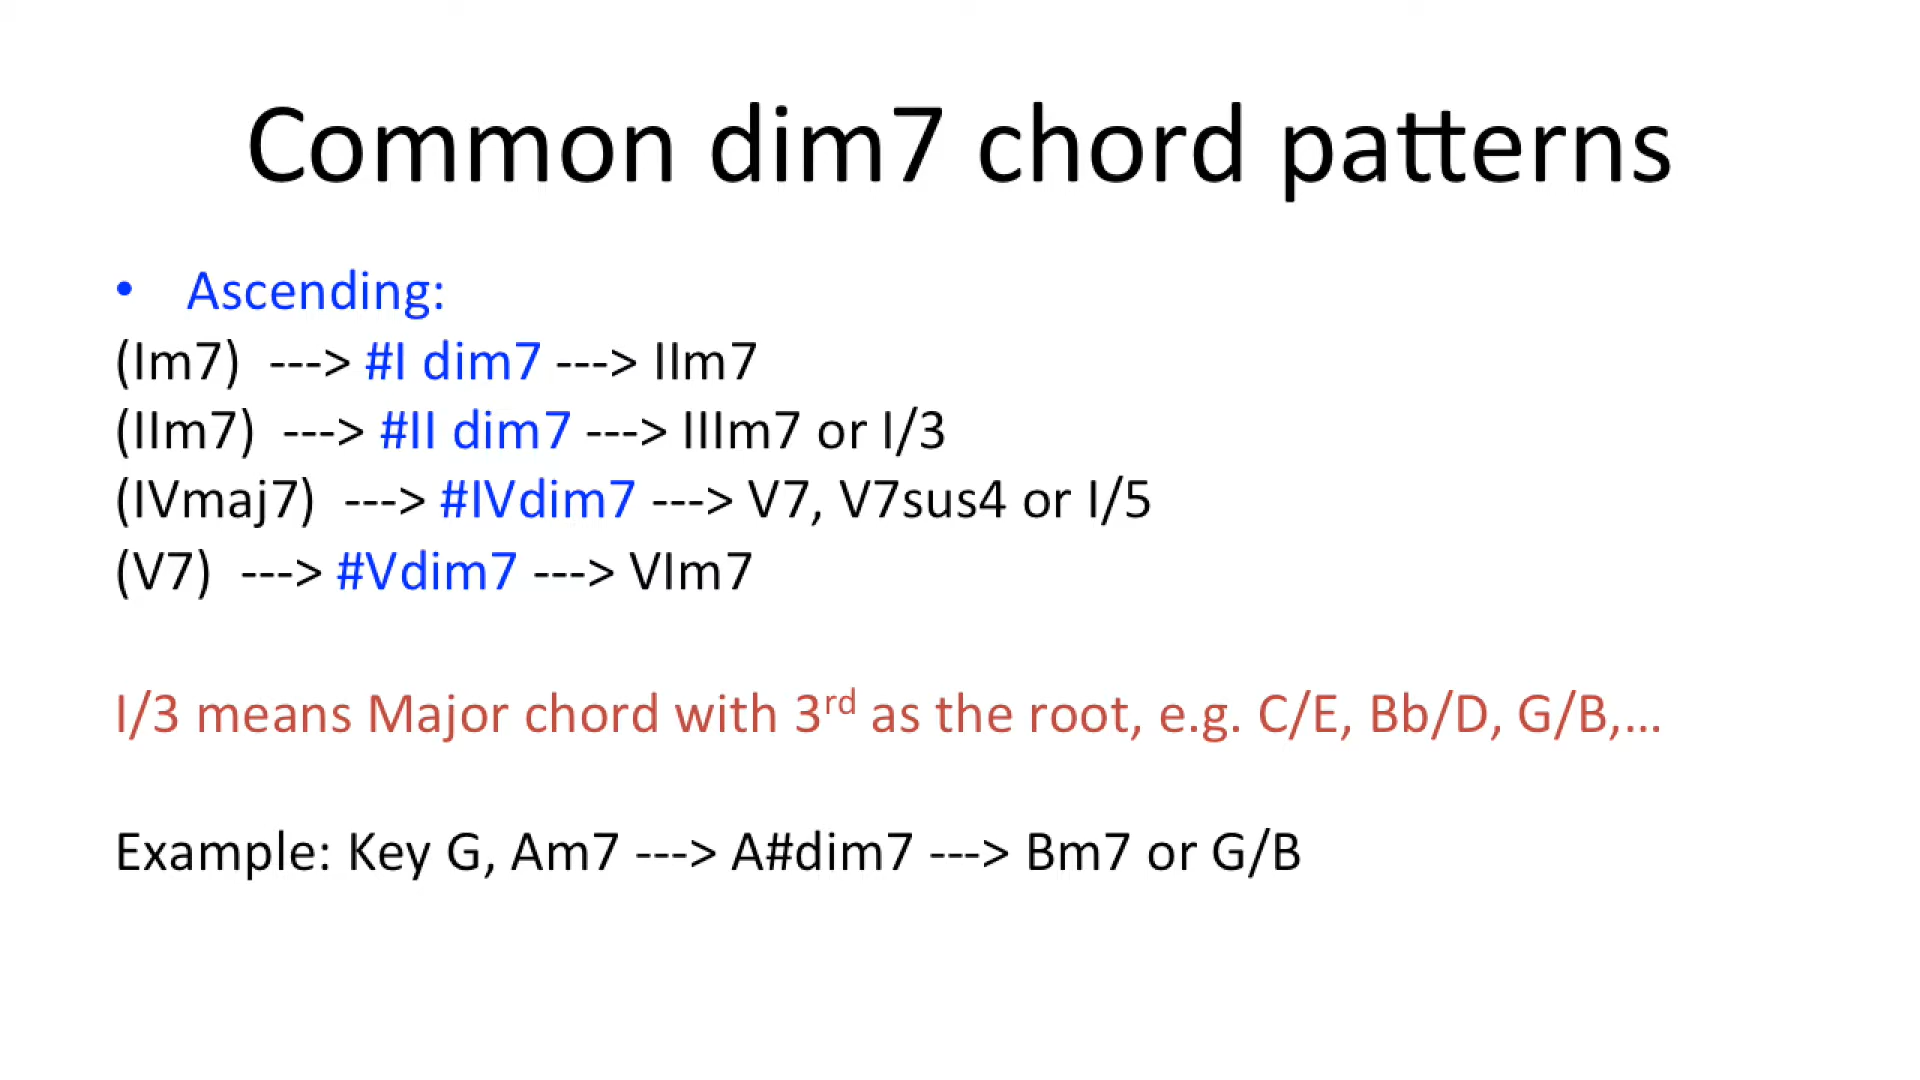 Common dim7 chord patterns
• Ascending:
(Im7) ---> #I dim7 ---> IIm7
(IIm7) ---> #II dim7 ---> IIIm7 or I/3
(IVmaj7) ---> #IVdim7 ---> V7, V7sus4 or I/5
(V7) ---> #Vdim7 ---> VIm7
I/3 means Major chord with 3rd as the root, e.g. C/E, Bb/D, G/B,...
Example: Key G, Am7 ---> A#dim7 ---> Bm7 or G/B